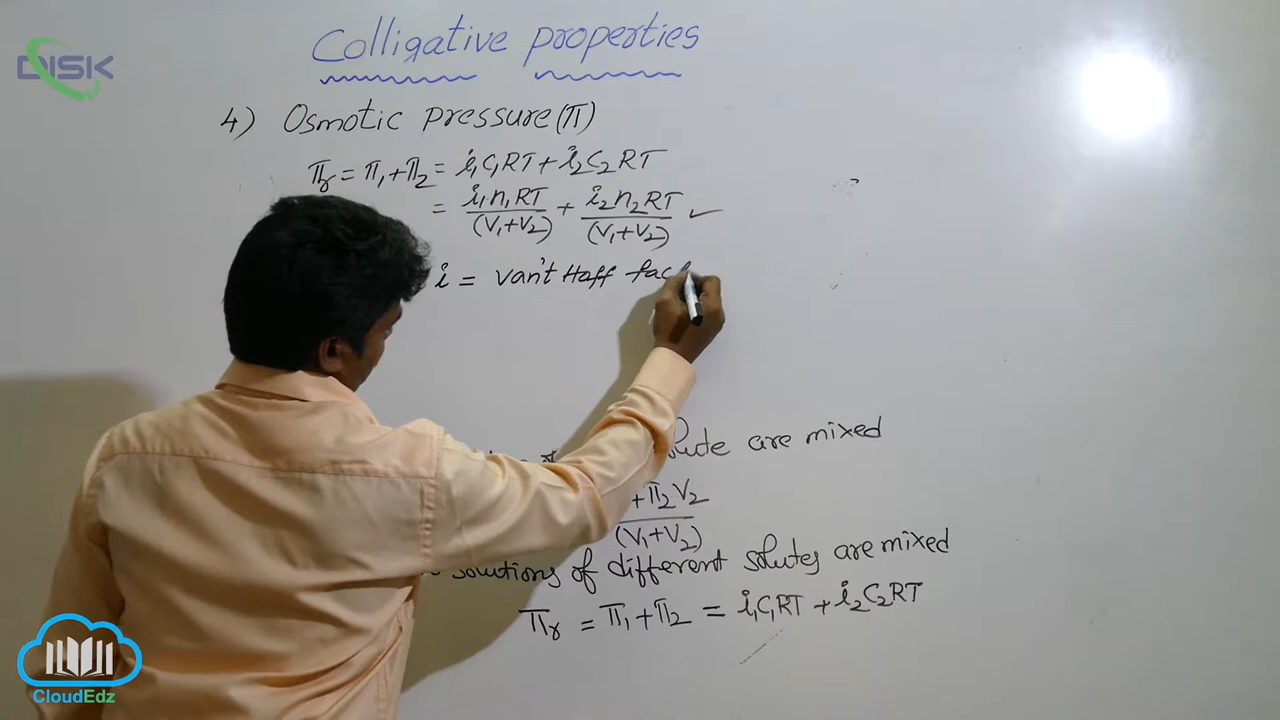 Colligative properties
DISK
4) Osmotic pressure (π)
πr = π1 + π2 = i1C1RT + i2C2RT
= i1n1RT/(V1+V2) + i2n2RT/(V1+V2) ✓
i = van't Hoff fac
are mixed
+ π2V2
(V1+V2)
solutions of different solutes are mixed
πr = π1 + π2 = i1C1RT + i2C2RT
CloudEdz